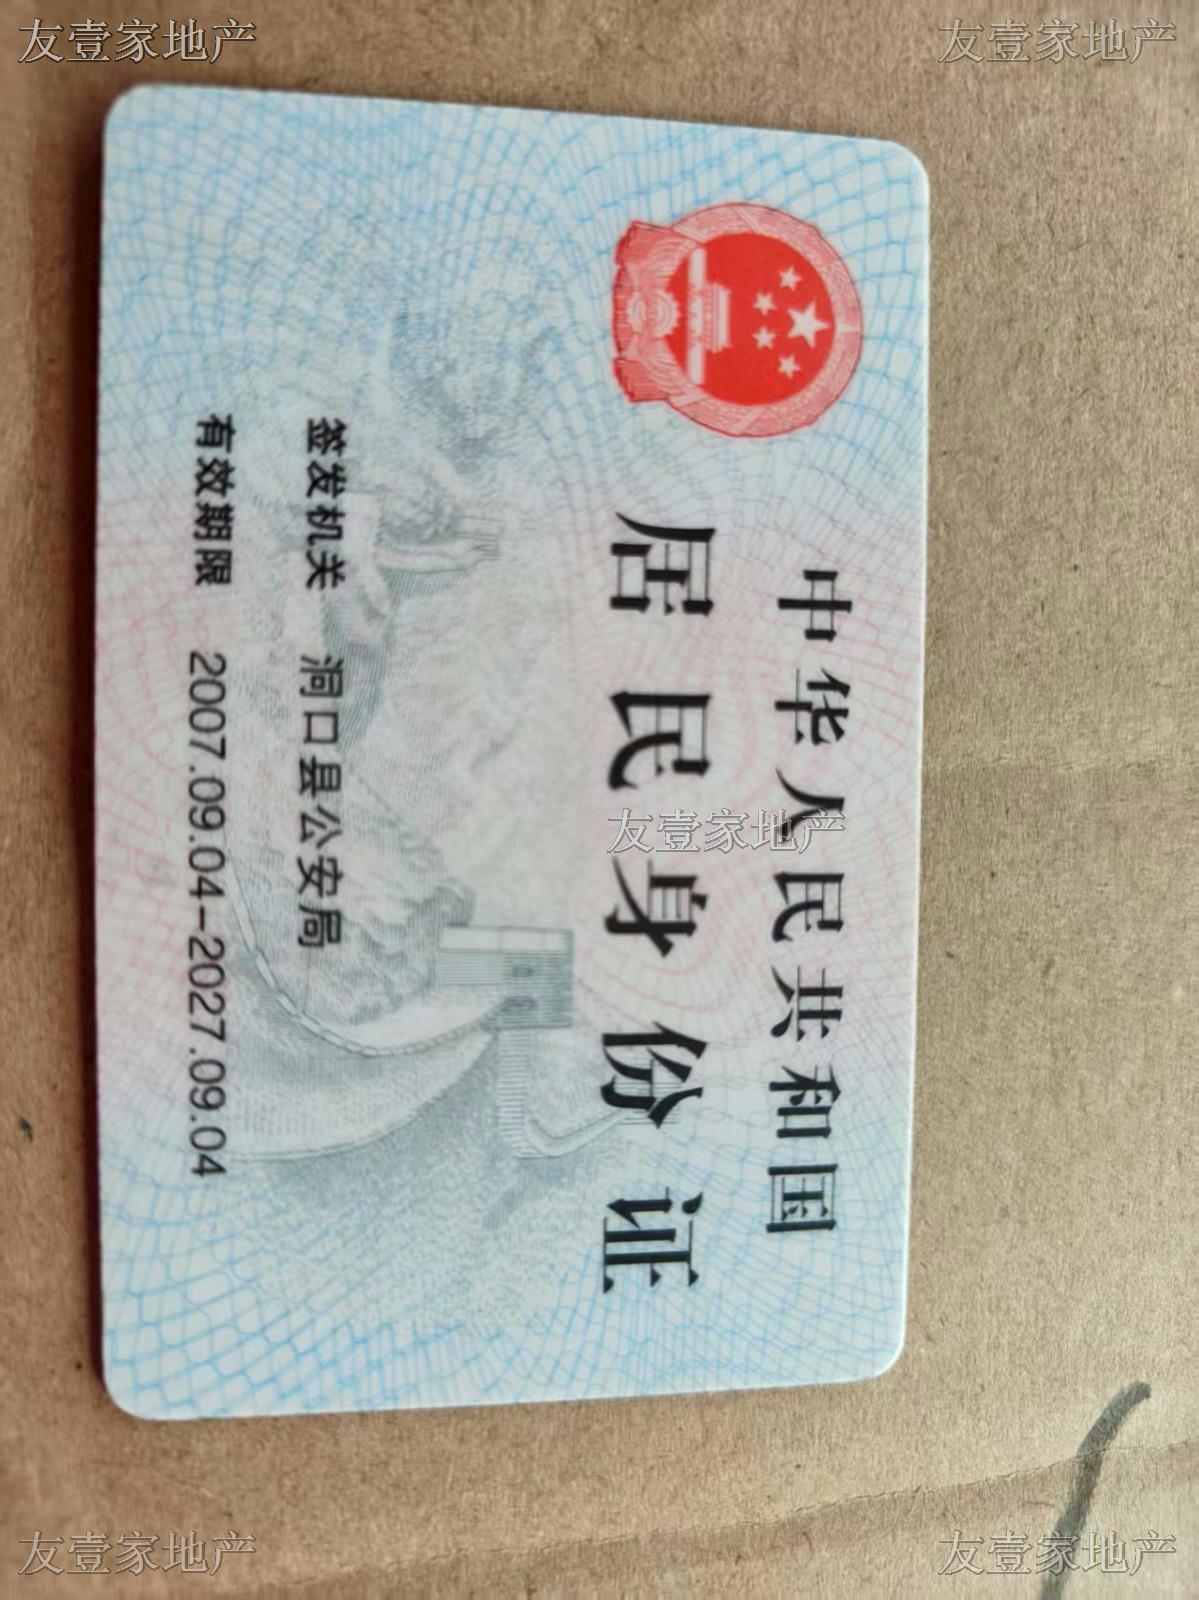 友壹家地产
友壹家地产
中华人民共和国
居民身份证
签发机关 洞口县公安局
有效期限 2007.09.04-2027.09.04
友壹家地产
友壹家地产
友壹家地产